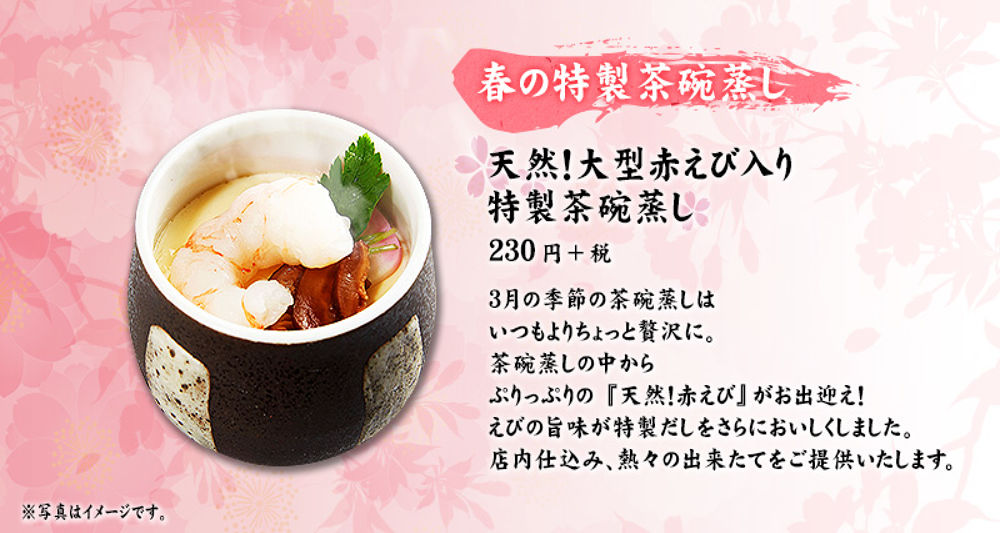 春の特製茶碗蒸し
天然!大型赤えび入り
特製茶碗蒸し
230円+税
3月の季節の茶碗蒸しは
いつもよりちょっと贅沢に。
茶碗蒸しの中から
ぷりっぷりの『天然!赤えび』がお出迎え!
えびの旨味が特製だしをさらにおいしくしました。
店内仕込み、熱々の出来たてをご提供いたします。
※写真はイメージです。